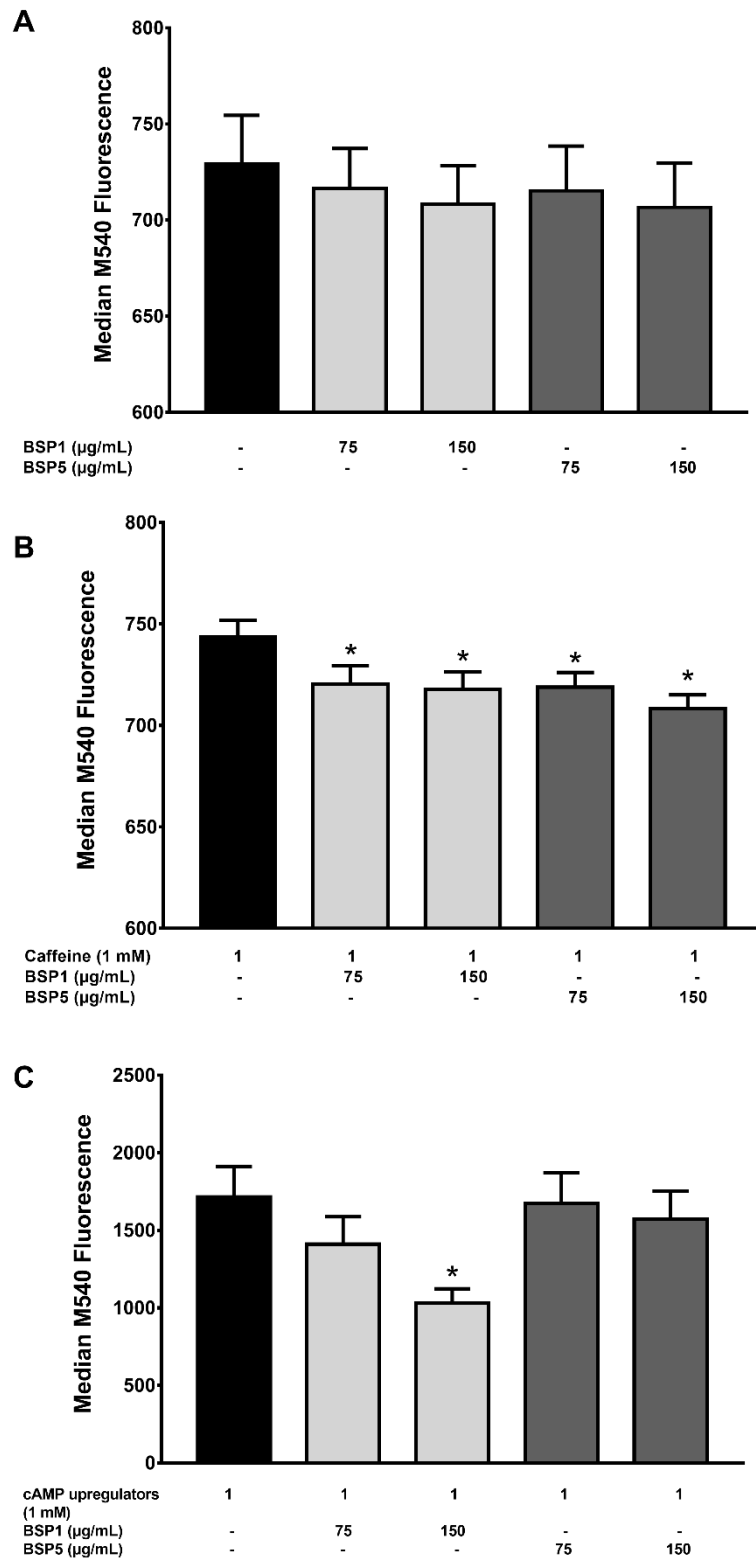 A
Median M540 Fluorescence
800
750
700
650
600
BSP1 (µg/mL) - 75 150 - -
BSP5 (µg/mL) - - - 75 150
B
Median M540 Fluorescence
800
750
700
650
600
* * * *
Caffeine (1 mM) 1 1 1 1 1
BSP1 (µg/mL) - 75 150 - -
BSP5 (µg/mL) - - - 75 150
C
Median M540 Fluorescence
2500
2000
1500
1000
500
0
*
cAMP upregulators 1 1 1 1 1
(1 mM)
BSP1 (µg/mL) - 75 150 - -
BSP5 (µg/mL) - - - 75 150